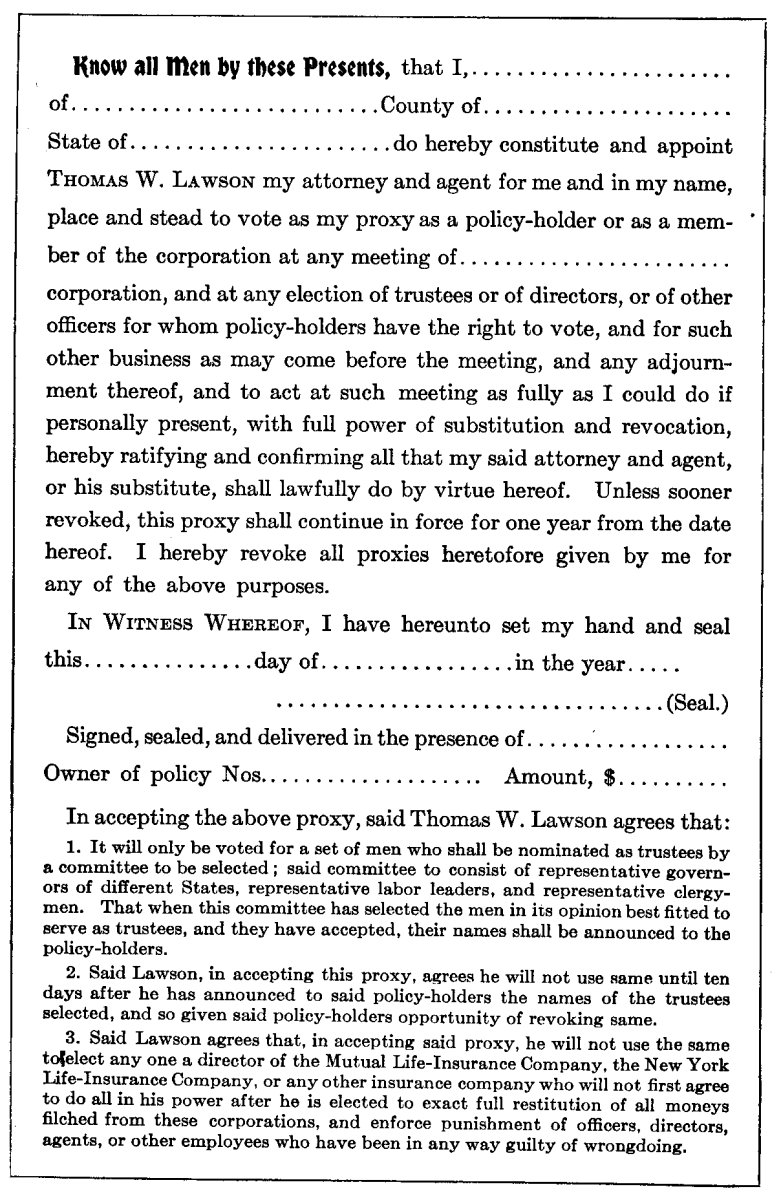 Know all Men by these Presents, that I,..........................
of............................County of........................
State of........................do hereby constitute and appoint
THOMAS W. LAWSON my attorney and agent for me and in my name,
place and stead to vote as my proxy as a policy-holder or as a mem-
ber of the corporation at any meeting of........................
corporation, and at any election of trustees or of directors, or of other
officers for whom policy-holders have the right to vote, and for such
other business as may come before the meeting, and any adjourn-
ment thereof, and to act at such meeting as fully as I could do if
personally present, with full power of substitution and revocation,
hereby ratifying and confirming all that my said attorney and agent,
or his substitute, shall lawfully do by virtue hereof. Unless sooner
revoked, this proxy shall continue in force for one year from the date
hereof. I hereby revoke all proxies heretofore given by me for
any of the above purposes.
IN WITNESS WHEREOF, I have hereunto set my hand and seal
this...............day of.................in the year.....
...................................(Seal.)
Signed, sealed, and delivered in the presence of...................
Owner of policy Nos.................... Amount, $..........
In accepting the above proxy, said Thomas W. Lawson agrees that:
1. It will only be voted for a set of men who shall be nominated as trustees by
a committee to be selected; said committee to consist of representative govern-
ors of different States, representative labor leaders, and representative clergy-
men. That when this committee has selected the men in its opinion best fitted to
serve as trustees, and they have accepted, their names shall be announced to the
policy-holders.
2. Said Lawson, in accepting this proxy, agrees he will not use same until ten
days after he has announced to said policy-holders the names of the trustees
selected, and so given said policy-holders opportunity of revoking same.
3. Said Lawson agrees that, in accepting said proxy, he will not use the same
to elect any one a director of the Mutual Life-Insurance Company, the New York
Life-Insurance Company, or any other insurance company who will not first agree
to do all in his power after he is elected to exact full restitution of all moneys
filched from these corporations, and enforce punishment of officers, directors,
agents, or other employees who have been in any way guilty of wrongdoing.